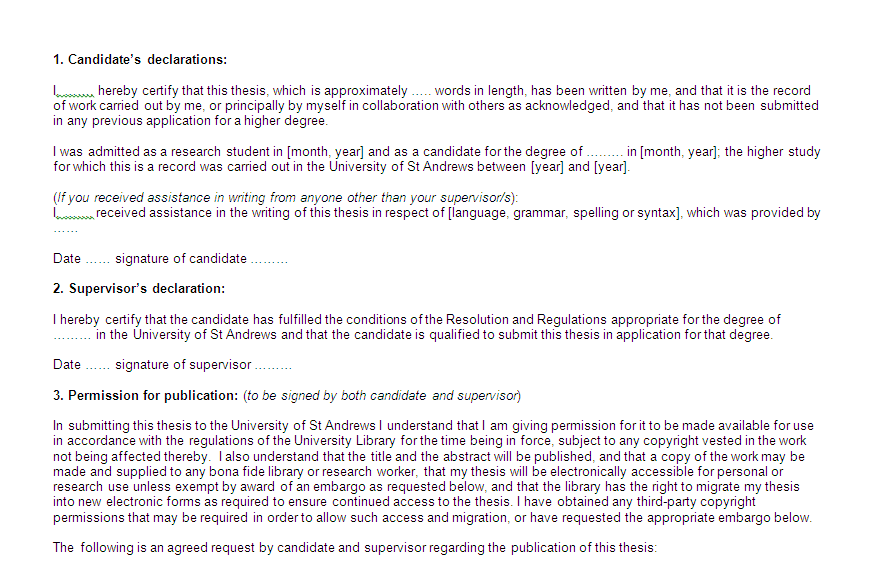 1. Candidate's declarations:
I,........, hereby certify that this thesis, which is approximately ..... words in length, has been written by me, and that it is the record
of work carried out by me, or principally by myself in collaboration with others as acknowledged, and that it has not been submitted
in any previous application for a higher degree.
I was admitted as a research student in [month, year] and as a candidate for the degree of ......... in [month, year]; the higher study
for which this is a record was carried out in the University of St Andrews between [year] and [year].
(If you received assistance in writing from anyone other than your supervisor/s):
I,........, received assistance in the writing of this thesis in respect of [language, grammar, spelling or syntax], which was provided by
......
Date ...... signature of candidate .........
2. Supervisor's declaration:
I hereby certify that the candidate has fulfilled the conditions of the Resolution and Regulations appropriate for the degree of
......... in the University of St Andrews and that the candidate is qualified to submit this thesis in application for that degree.
Date ...... signature of supervisor .........
3. Permission for publication: (to be signed by both candidate and supervisor)
In submitting this thesis to the University of St Andrews I understand that I am giving permission for it to be made available for use
in accordance with the regulations of the University Library for the time being in force, subject to any copyright vested in the work
not being affected thereby. I also understand that the title and the abstract will be published, and that a copy of the work may be
made and supplied to any bona fide library or research worker, that my thesis will be electronically accessible for personal or
research use unless exempt by award of an embargo as requested below, and that the library has the right to migrate my thesis
into new electronic forms as required to ensure continued access to the thesis. I have obtained any third-party copyright
permissions that may be required in order to allow such access and migration, or have requested the appropriate embargo below.
The following is an agreed request by candidate and supervisor regarding the publication of this thesis: